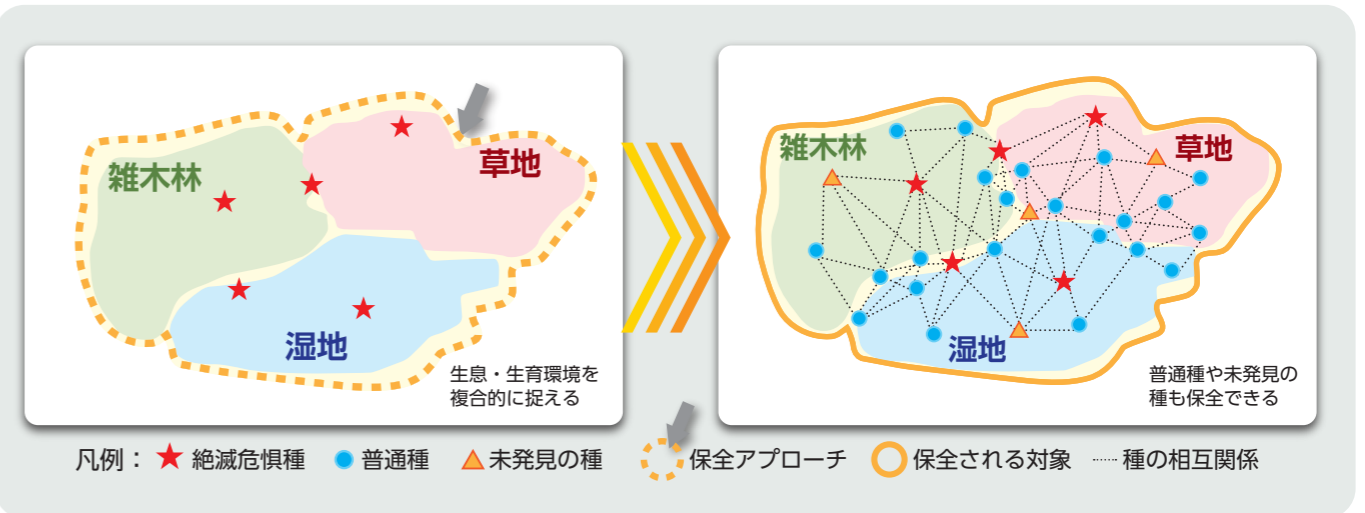 雑木林
草地
湿地
生息・生育環境を
複合的に捉える
雑木林
草地
湿地
普通種や未発見の
種も保全できる
凡例： 絶滅危惧種 普通種 未発見の種 保全アプローチ 保全される対象 種の相互関係